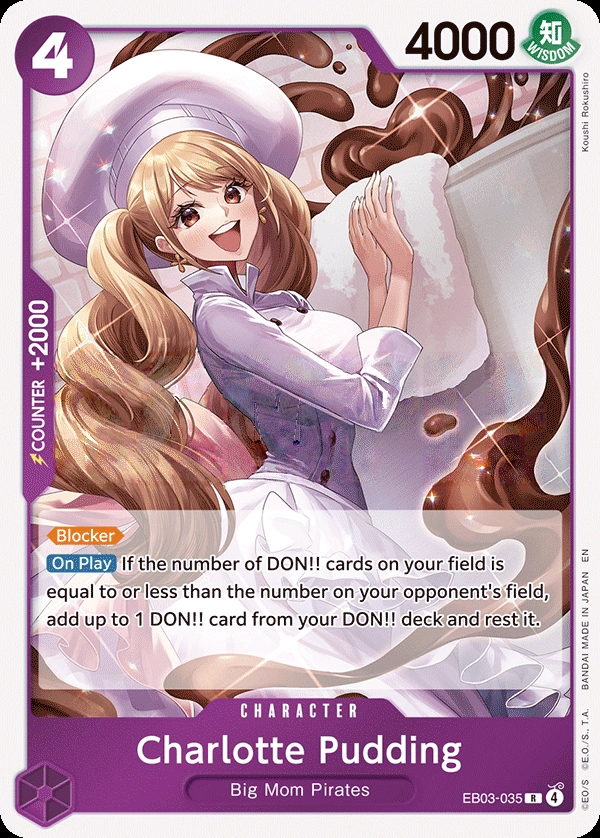 4
4000
知
WISDOM
Koushi Rokushiro
COUNTER +2000
Blocker
On Play If the number of DON!! cards on your field is
equal to or less than the number on your opponent's field,
add up to 1 DON!! card from your DON!! deck and rest it.
©E.O/S ©E.O./S., T.A. BANDAI MADE IN JAPAN EN
CHARACTER
Charlotte Pudding
Big Mom Pirates
EB03-035 R 4